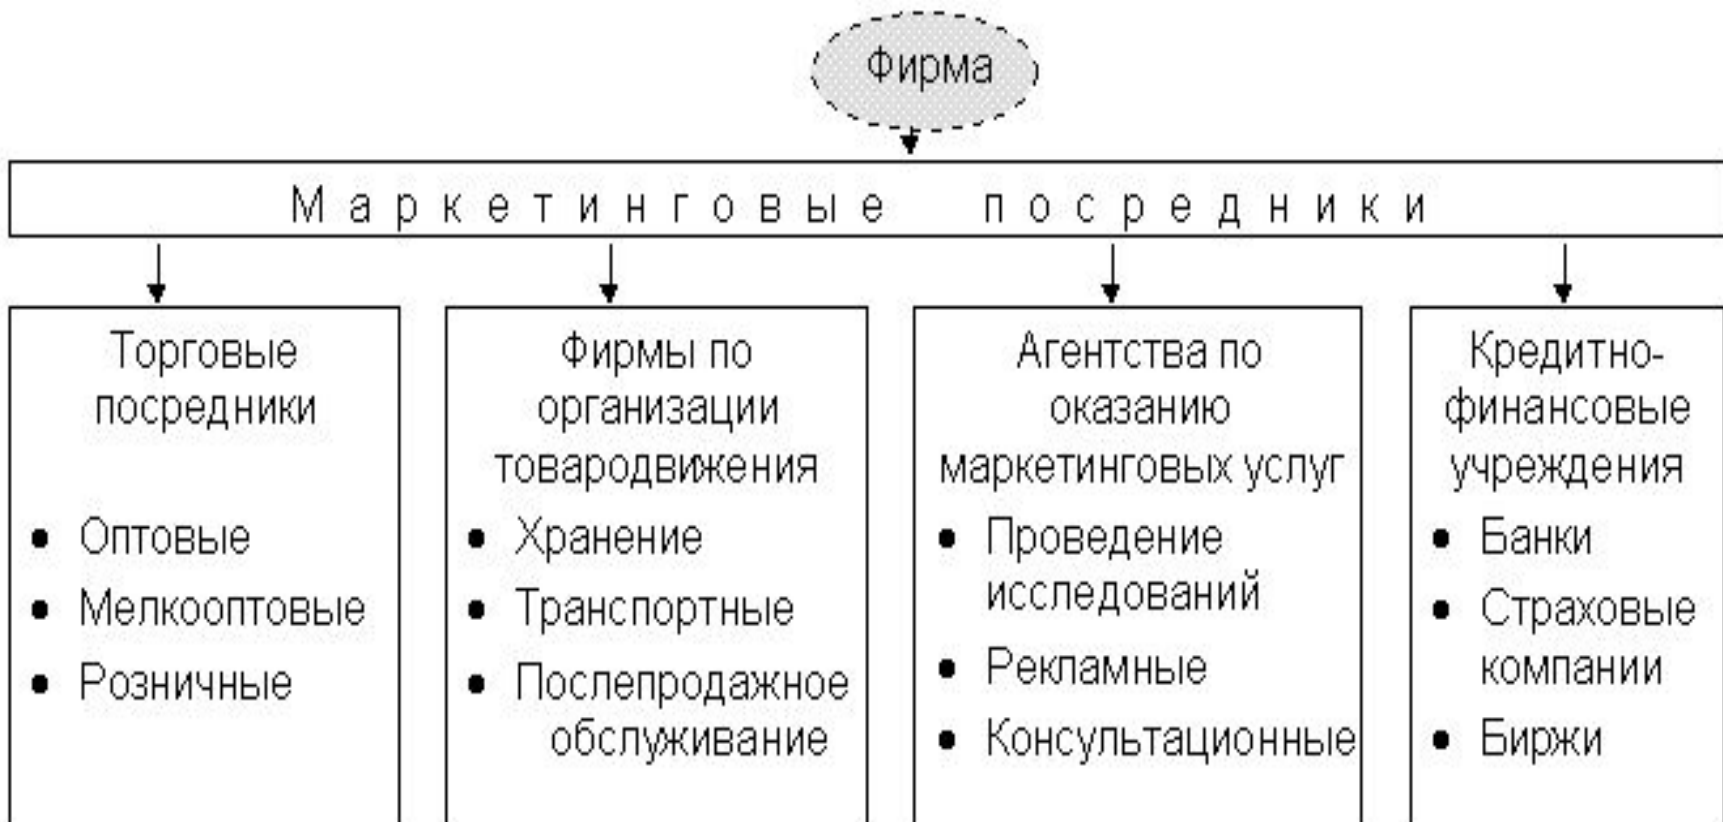 Фирма
Маркетинговые посредники
Торговые
посредники
• Оптовые
• Мелкооптовые
• Розничные
Фирмы по
организации
товародвижения
• Хранение
• Транспортные
• Послепродажное
обслуживание
Агентства по
оказанию
маркетинговых услуг
• Проведение
исследований
• Рекламные
• Консультационные
Кредитно-
финансовые
учреждения
• Банки
• Страховые
компании
• Биржи